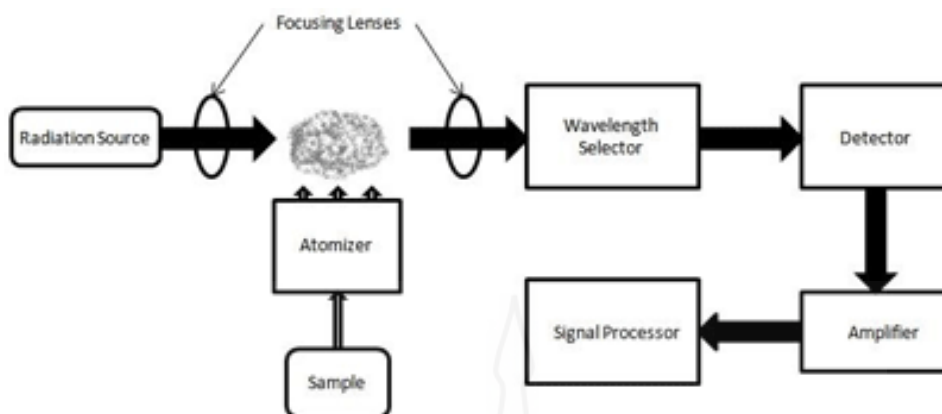 Focusing Lenses
Radiation Source
Wavelength
Selector
Detector
Atomizer
Signal Processor
Amplifier
Sample